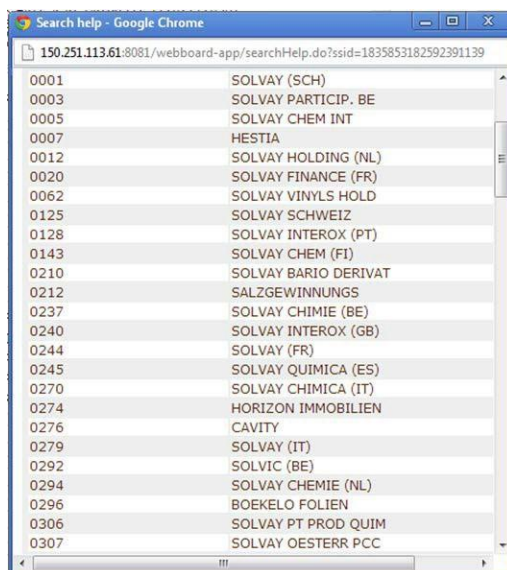 Search help - Google Chrome
150.251.113.61:8081/webboard-app/searchHelp.do?ssid=1835853182592391139
0001 SOLVAY (SCH)
0003 SOLVAY PARTICIP. BE
0005 SOLVAY CHEM INT
0007 HESTIA
0012 SOLVAY HOLDING (NL)
0020 SOLVAY FINANCE (FR)
0062 SOLVAY VINYLS HOLD
0125 SOLVAY SCHWEIZ
0128 SOLVAY INTEROX (PT)
0143 SOLVAY CHEM (FI)
0210 SOLVAY BARIO DERIVAT
0212 SALZGEWINNUNGS
0237 SOLVAY CHIMIE (BE)
0240 SOLVAY INTEROX (GB)
0244 SOLVAY (FR)
0245 SOLVAY QUIMICA (ES)
0270 SOLVAY CHIMICA (IT)
0274 HORIZON IMMOBILIEN
0276 CAVITY
0279 SOLVAY (IT)
0292 SOLVIC (BE)
0294 SOLVAY CHEMIE (NL)
0296 BOEKELO FOLIEN
0306 SOLVAY PT PROD QUIM
0307 SOLVAY OESTERR PCC